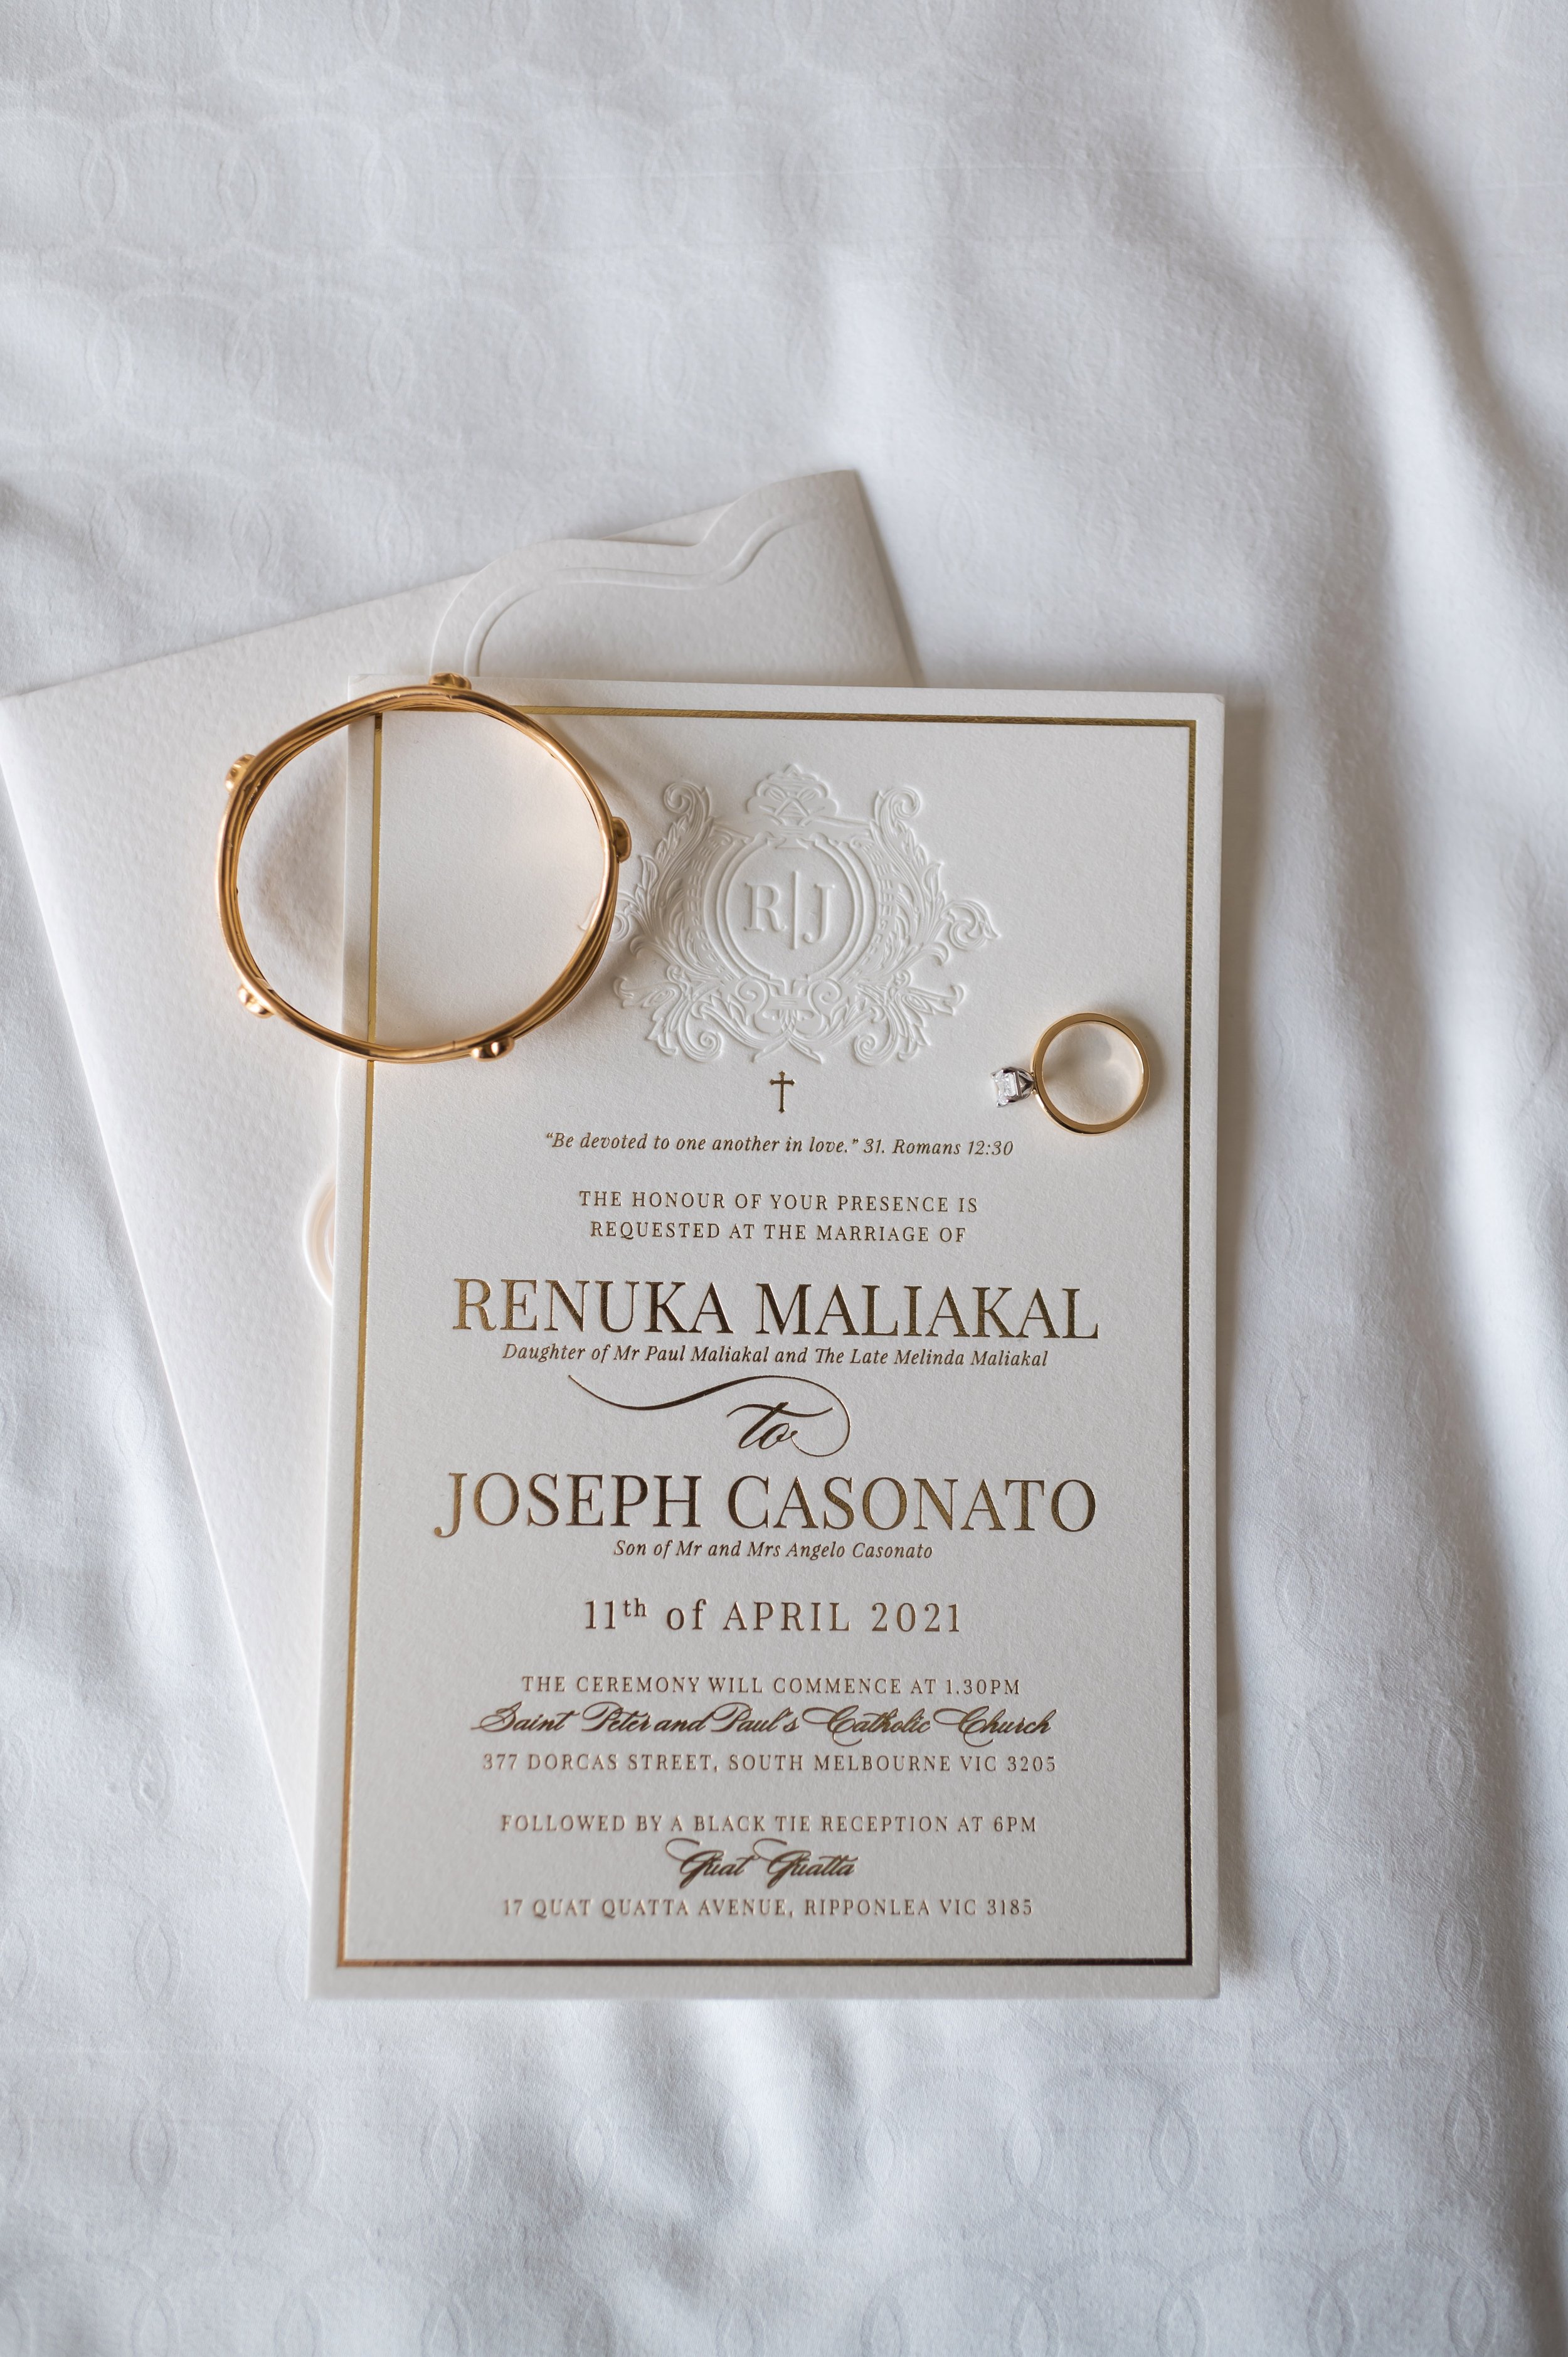 R|J
“Be devoted to one another in love.” 31. Romans 12:30
THE HONOUR OF YOUR PRESENCE IS
REQUESTED AT THE MARRIAGE OF
RENUKA MALIAKAL
Daughter of Mr Paul Maliakal and The Late Melinda Maliakal
to
JOSEPH CASONATO
Son of Mr and Mrs Angelo Casonato
11th of APRIL 2021
THE CEREMONY WILL COMMENCE AT 1.30PM
Saint Peter and Paul's Catholic Church
377 DORCAS STREET, SOUTH MELBOURNE VIC 3205
FOLLOWED BY A BLACK TIE RECEPTION AT 6PM
Quat Quatta
17 QUAT QUATTA AVENUE, RIPPONLEA VIC 3185